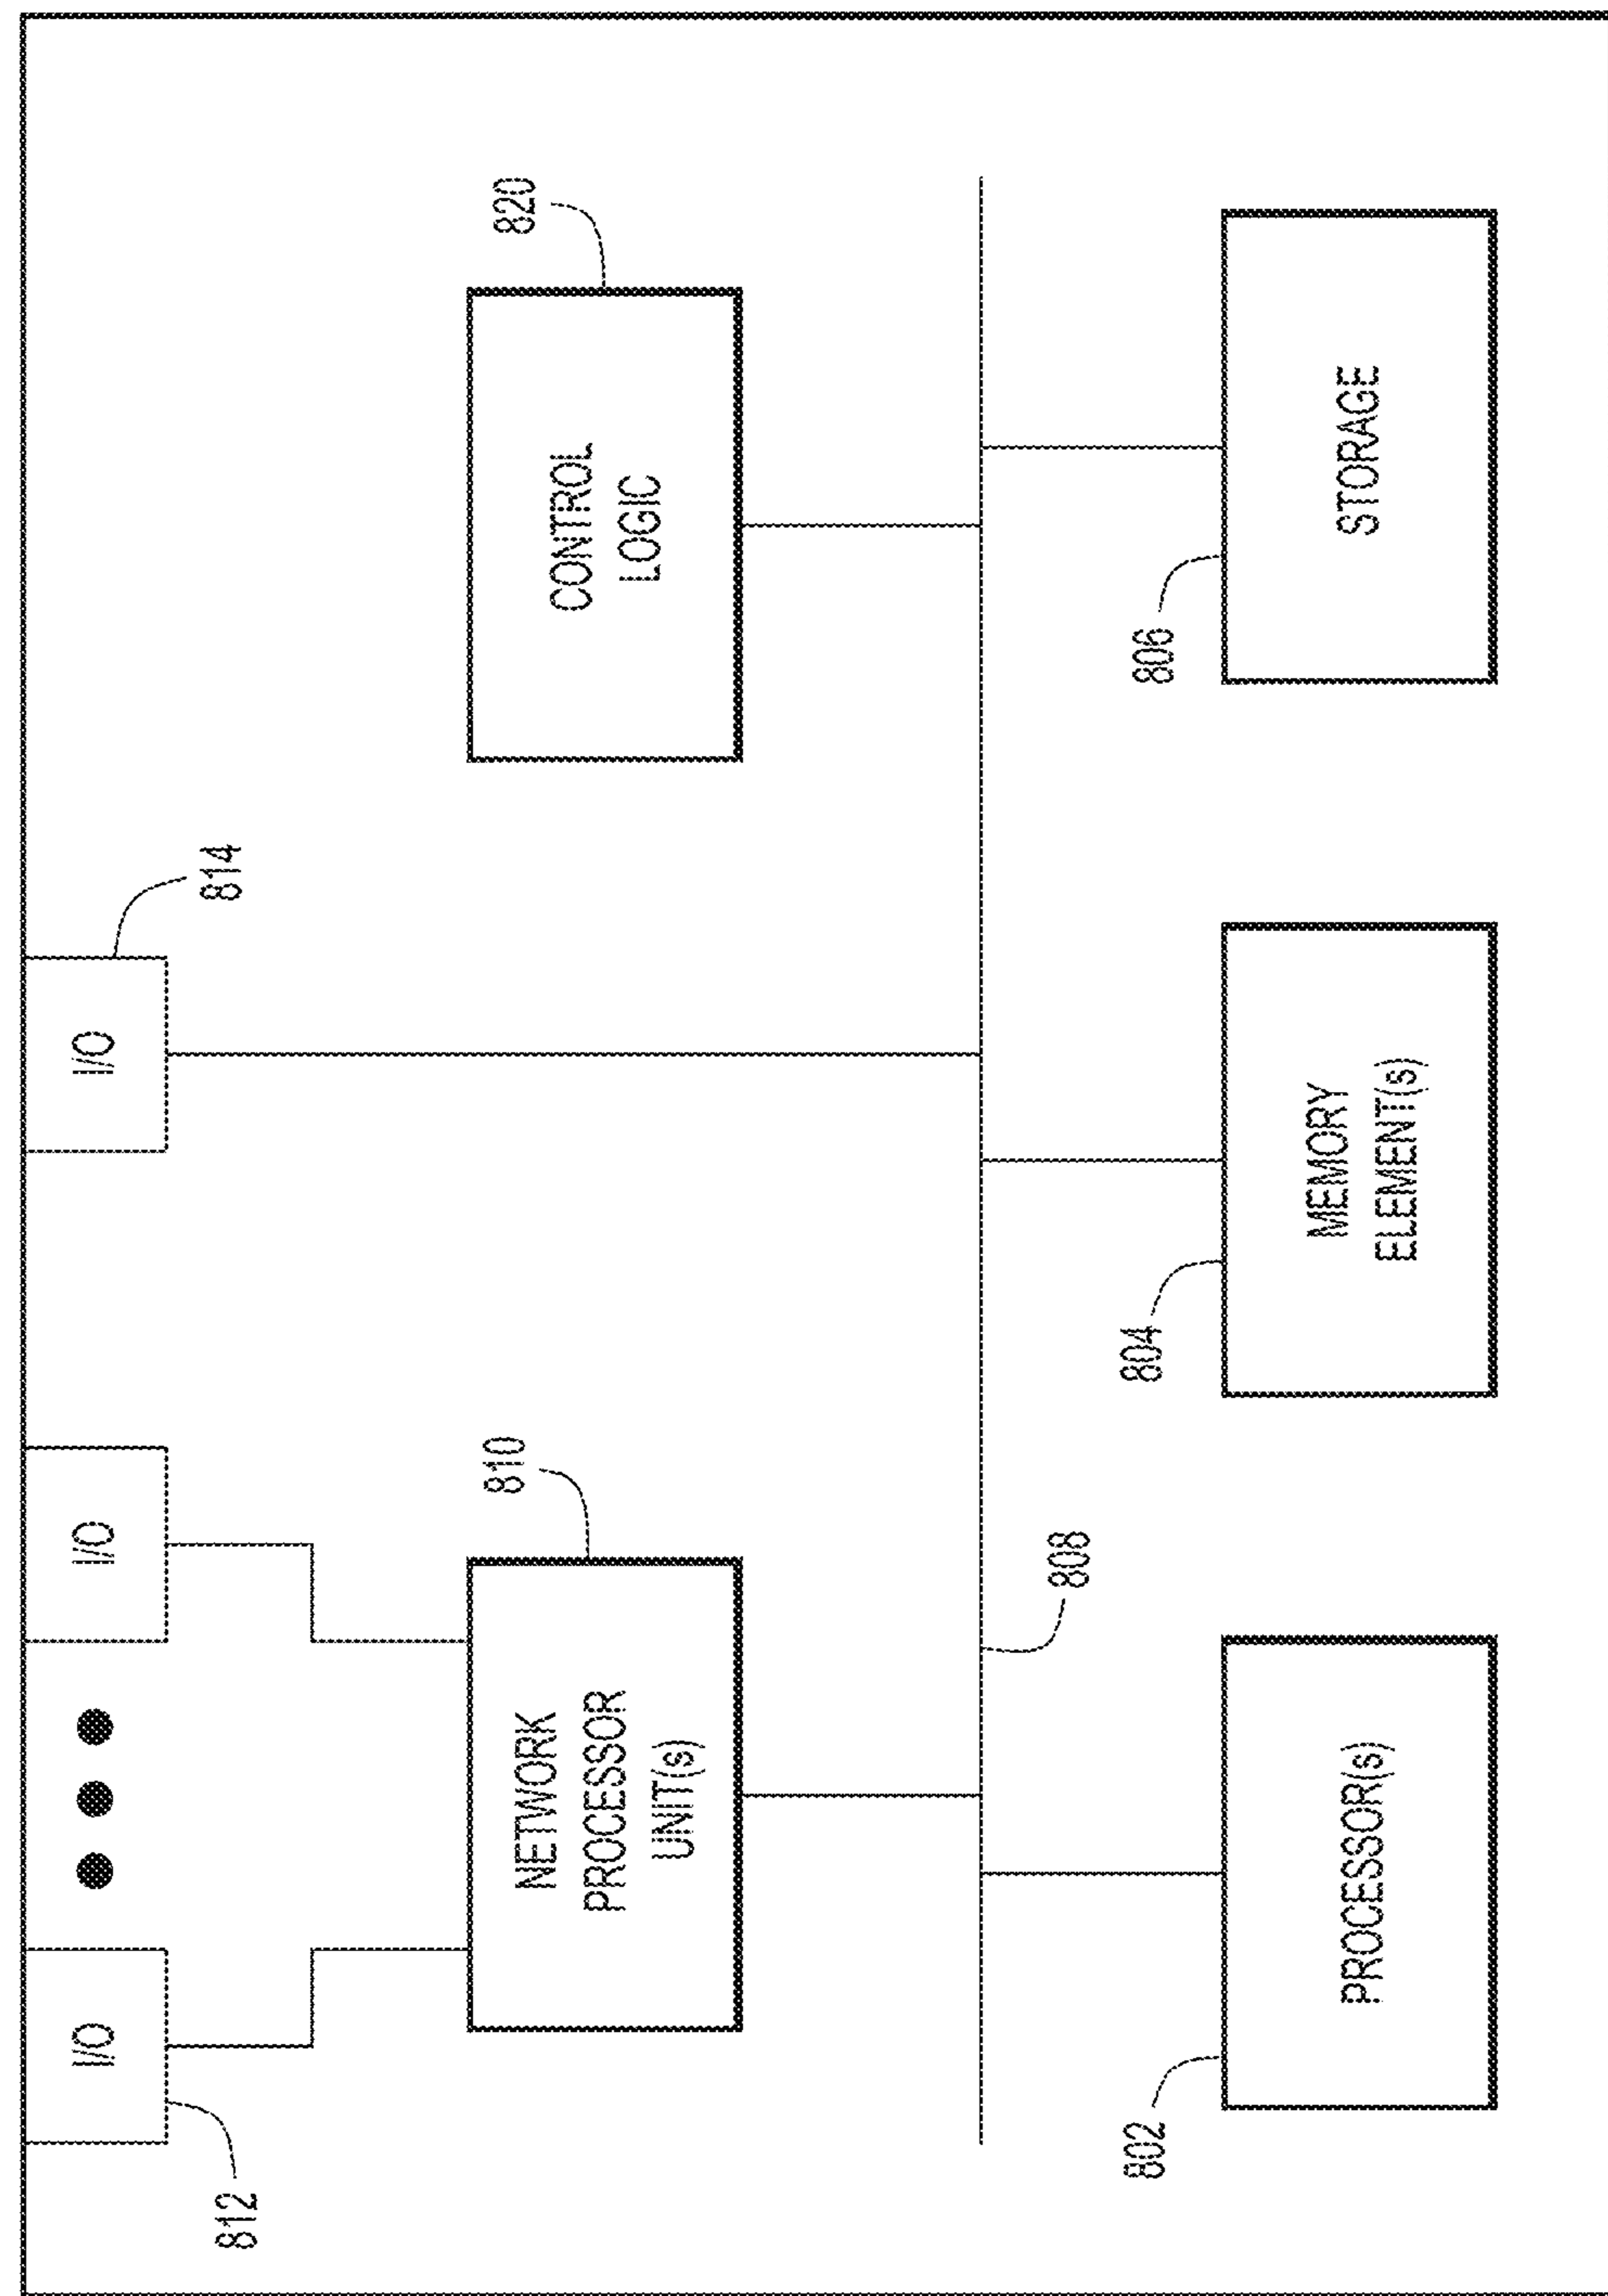 I/O
I/O
I/O
812
814
810
820
NETWORK
PROCESSOR
UNIT(s)
CONTROL
LOGIC
808
802
804
806
PROCESSOR(s)
MEMORY
ELEMENT(s)
STORAGE